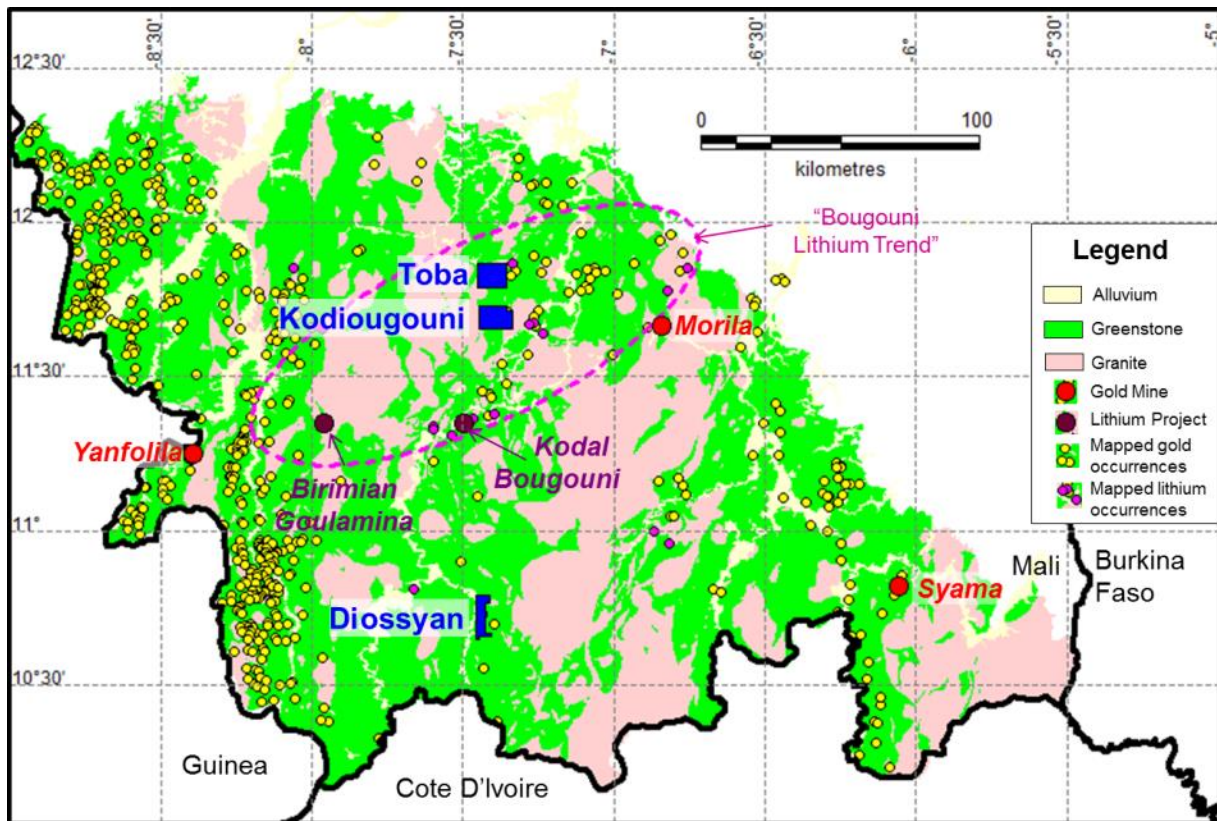 -8°30'
-8°
-7°30'
-7°
-6°30'
-6°
-5°30'
-5°
12°30'
12°
11°30'
11°
10°30'
0
100
kilometres
"Bougouni
Lithium Trend"
Toba
Kodiougouni
Morila
Yanfolila
Birimian
Goulamina
Kodal
Bougouni
Diossyan
Syama
Mali
Burkina
Faso
Guinea
Cote D'Ivoire
Legend
Alluvium
Greenstone
Granite
Gold Mine
Lithium Project
Mapped gold
occurrences
Mapped lithium
occurrences